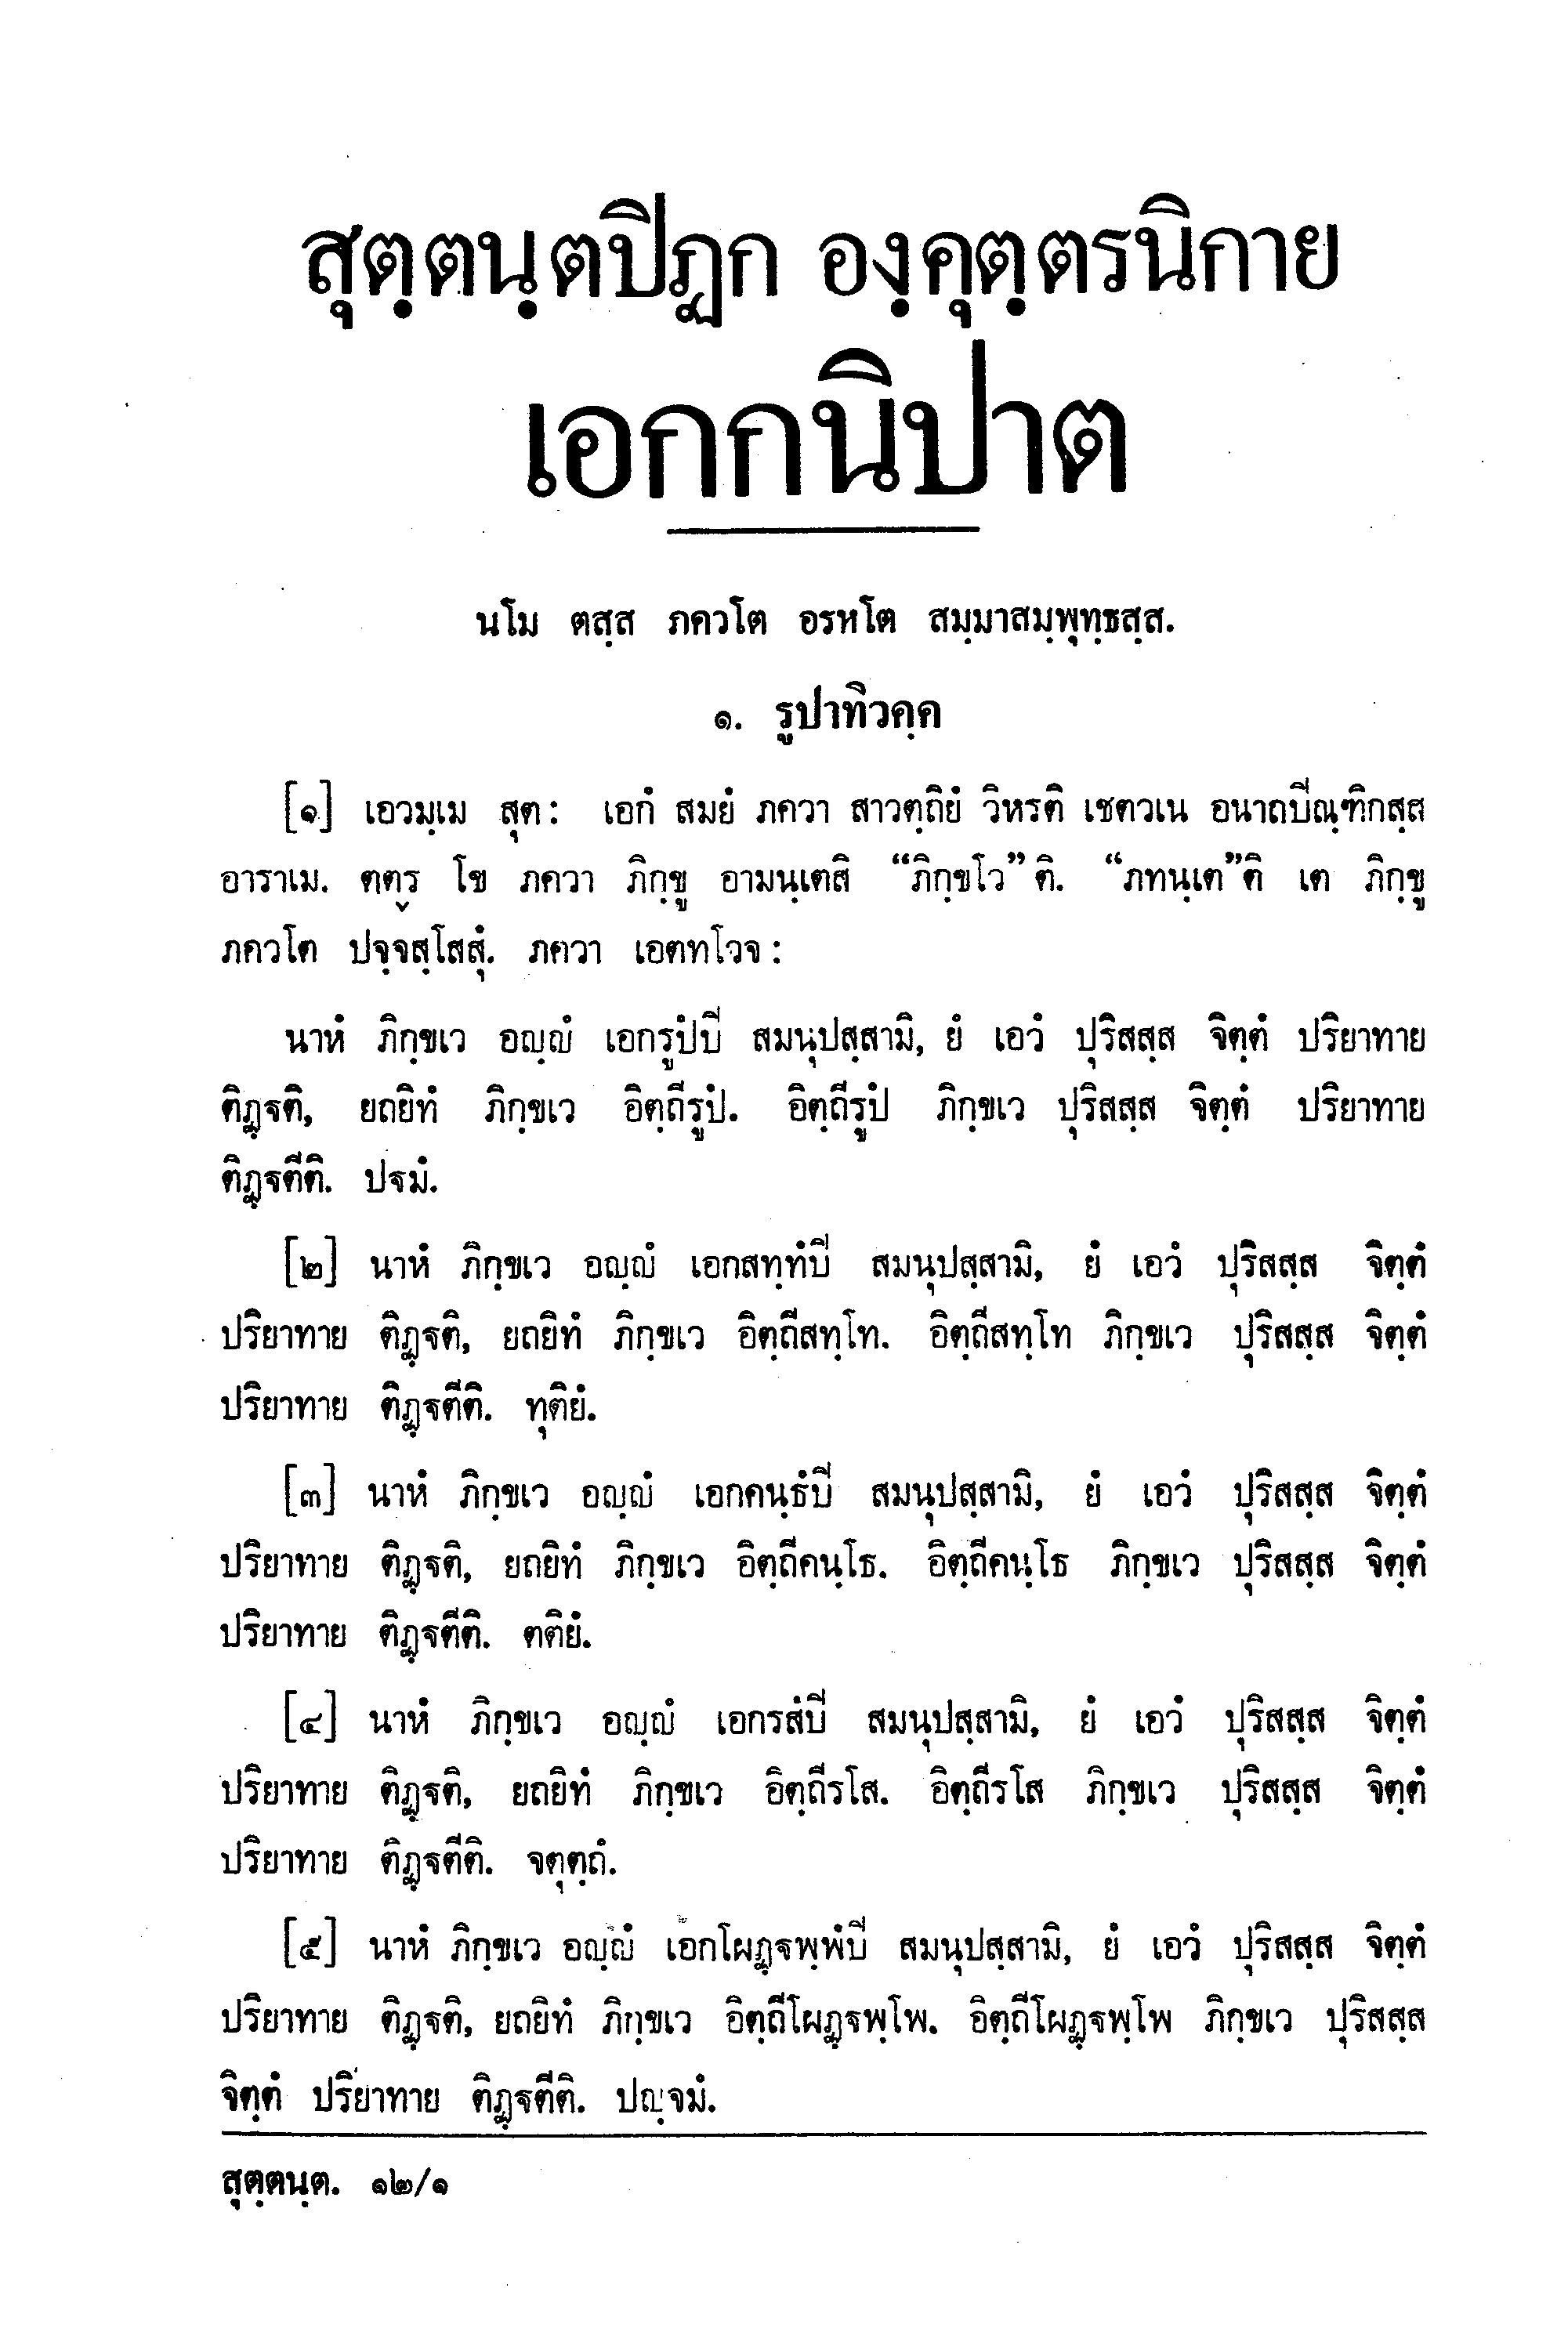 สุตฺตนฺตปิฏก องฺคุตฺตรนิกาย
เอกกนิปาต
นโม ตสฺส ภควโต อรหโต สมฺมาสมฺพุทฺธสฺส.
๑. รูปาทิวคฺค
[๑] เอวมฺเม สุตํ: เอกํ สมยํ ภควา สาวตฺถิยํ วิหรติ เชตวเน อนาถปิณฺฑิกสฺส
อาราเม. ตตฺร โข ภควา ภิกฺขู อามนฺเตสิ “ภิกฺขโว”ติ. “ภทนฺเต”ติ เต ภิกฺขู
ภควโต ปจฺจสฺโสสุํ. ภควา เอตทโวจ:
นาหํ ภิกฺขเว อญฺญํ เอกรูปํปิ สมนุปสฺสามิ, ยํ เอวํ ปุริสสฺส จิตฺตํ ปริยาทาย
ติฏฺฐติ, ยถยิทํ ภิกฺขเว อิตฺถีรูปํ. อิตฺถีรูปํ ภิกฺขเว ปุริสสฺส จิตฺตํ ปริยาทาย
ติฏฺฐตีติ. ปฐมํ.
[๒] นาหํ ภิกฺขเว อญฺญํ เอกสทฺทํปิ สมนุปสฺสามิ, ยํ เอวํ ปุริสสฺส จิตฺตํ
ปริยาทาย ติฏฺฐติ, ยถยิทํ ภิกฺขเว อิตฺถีสทฺโท. อิตฺถีสทฺโท ภิกฺขเว ปุริสสฺส จิตฺตํ
ปริยาทาย ติฏฺฐตีติ. ทุติยํ.
[๓] นาหํ ภิกฺขเว อญฺญํ เอกคนฺธํปิ สมนุปสฺสามิ, ยํ เอวํ ปุริสสฺส จิตฺตํ
ปริยาทาย ติฏฺฐติ, ยถยิทํ ภิกฺขเว อิตฺถีคนฺโธ. อิตฺถีคนฺโธ ภิกฺขเว ปุริสสฺส จิตฺตํ
ปริยาทาย ติฏฺฐตีติ. ตติยํ.
[๔] นาหํ ภิกฺขเว อญฺญํ เอกรสํปิ สมนุปสฺสามิ, ยํ เอวํ ปุริสสฺส จิตฺตํ
ปริยาทาย ติฏฺฐติ, ยถยิทํ ภิกฺขเว อิตฺถีรโส. อิตฺถีรโส ภิกฺขเว ปุริสสฺส จิตฺตํ
ปริยาทาย ติฏฺฐตีติ. จตุตฺถํ.
[๕] นาหํ ภิกฺขเว อญฺญํ เอกโผฏฺฐพฺพํปิ สมนุปสฺสามิ, ยํ เอวํ ปุริสสฺส จิตฺตํ
ปริยาทาย ติฏฺฐติ, ยถยิทํ ภิกฺขเว อิตฺถีโผฏฺฐพฺโพ. อิตฺถีโผฏฺฐพฺโพ ภิกฺขเว ปุริสสฺส
จิตฺตํ ปริยาทาย ติฏฺฐตีติ. ปญฺจมํ.
สุตฺตนฺต. ๑๒/๑